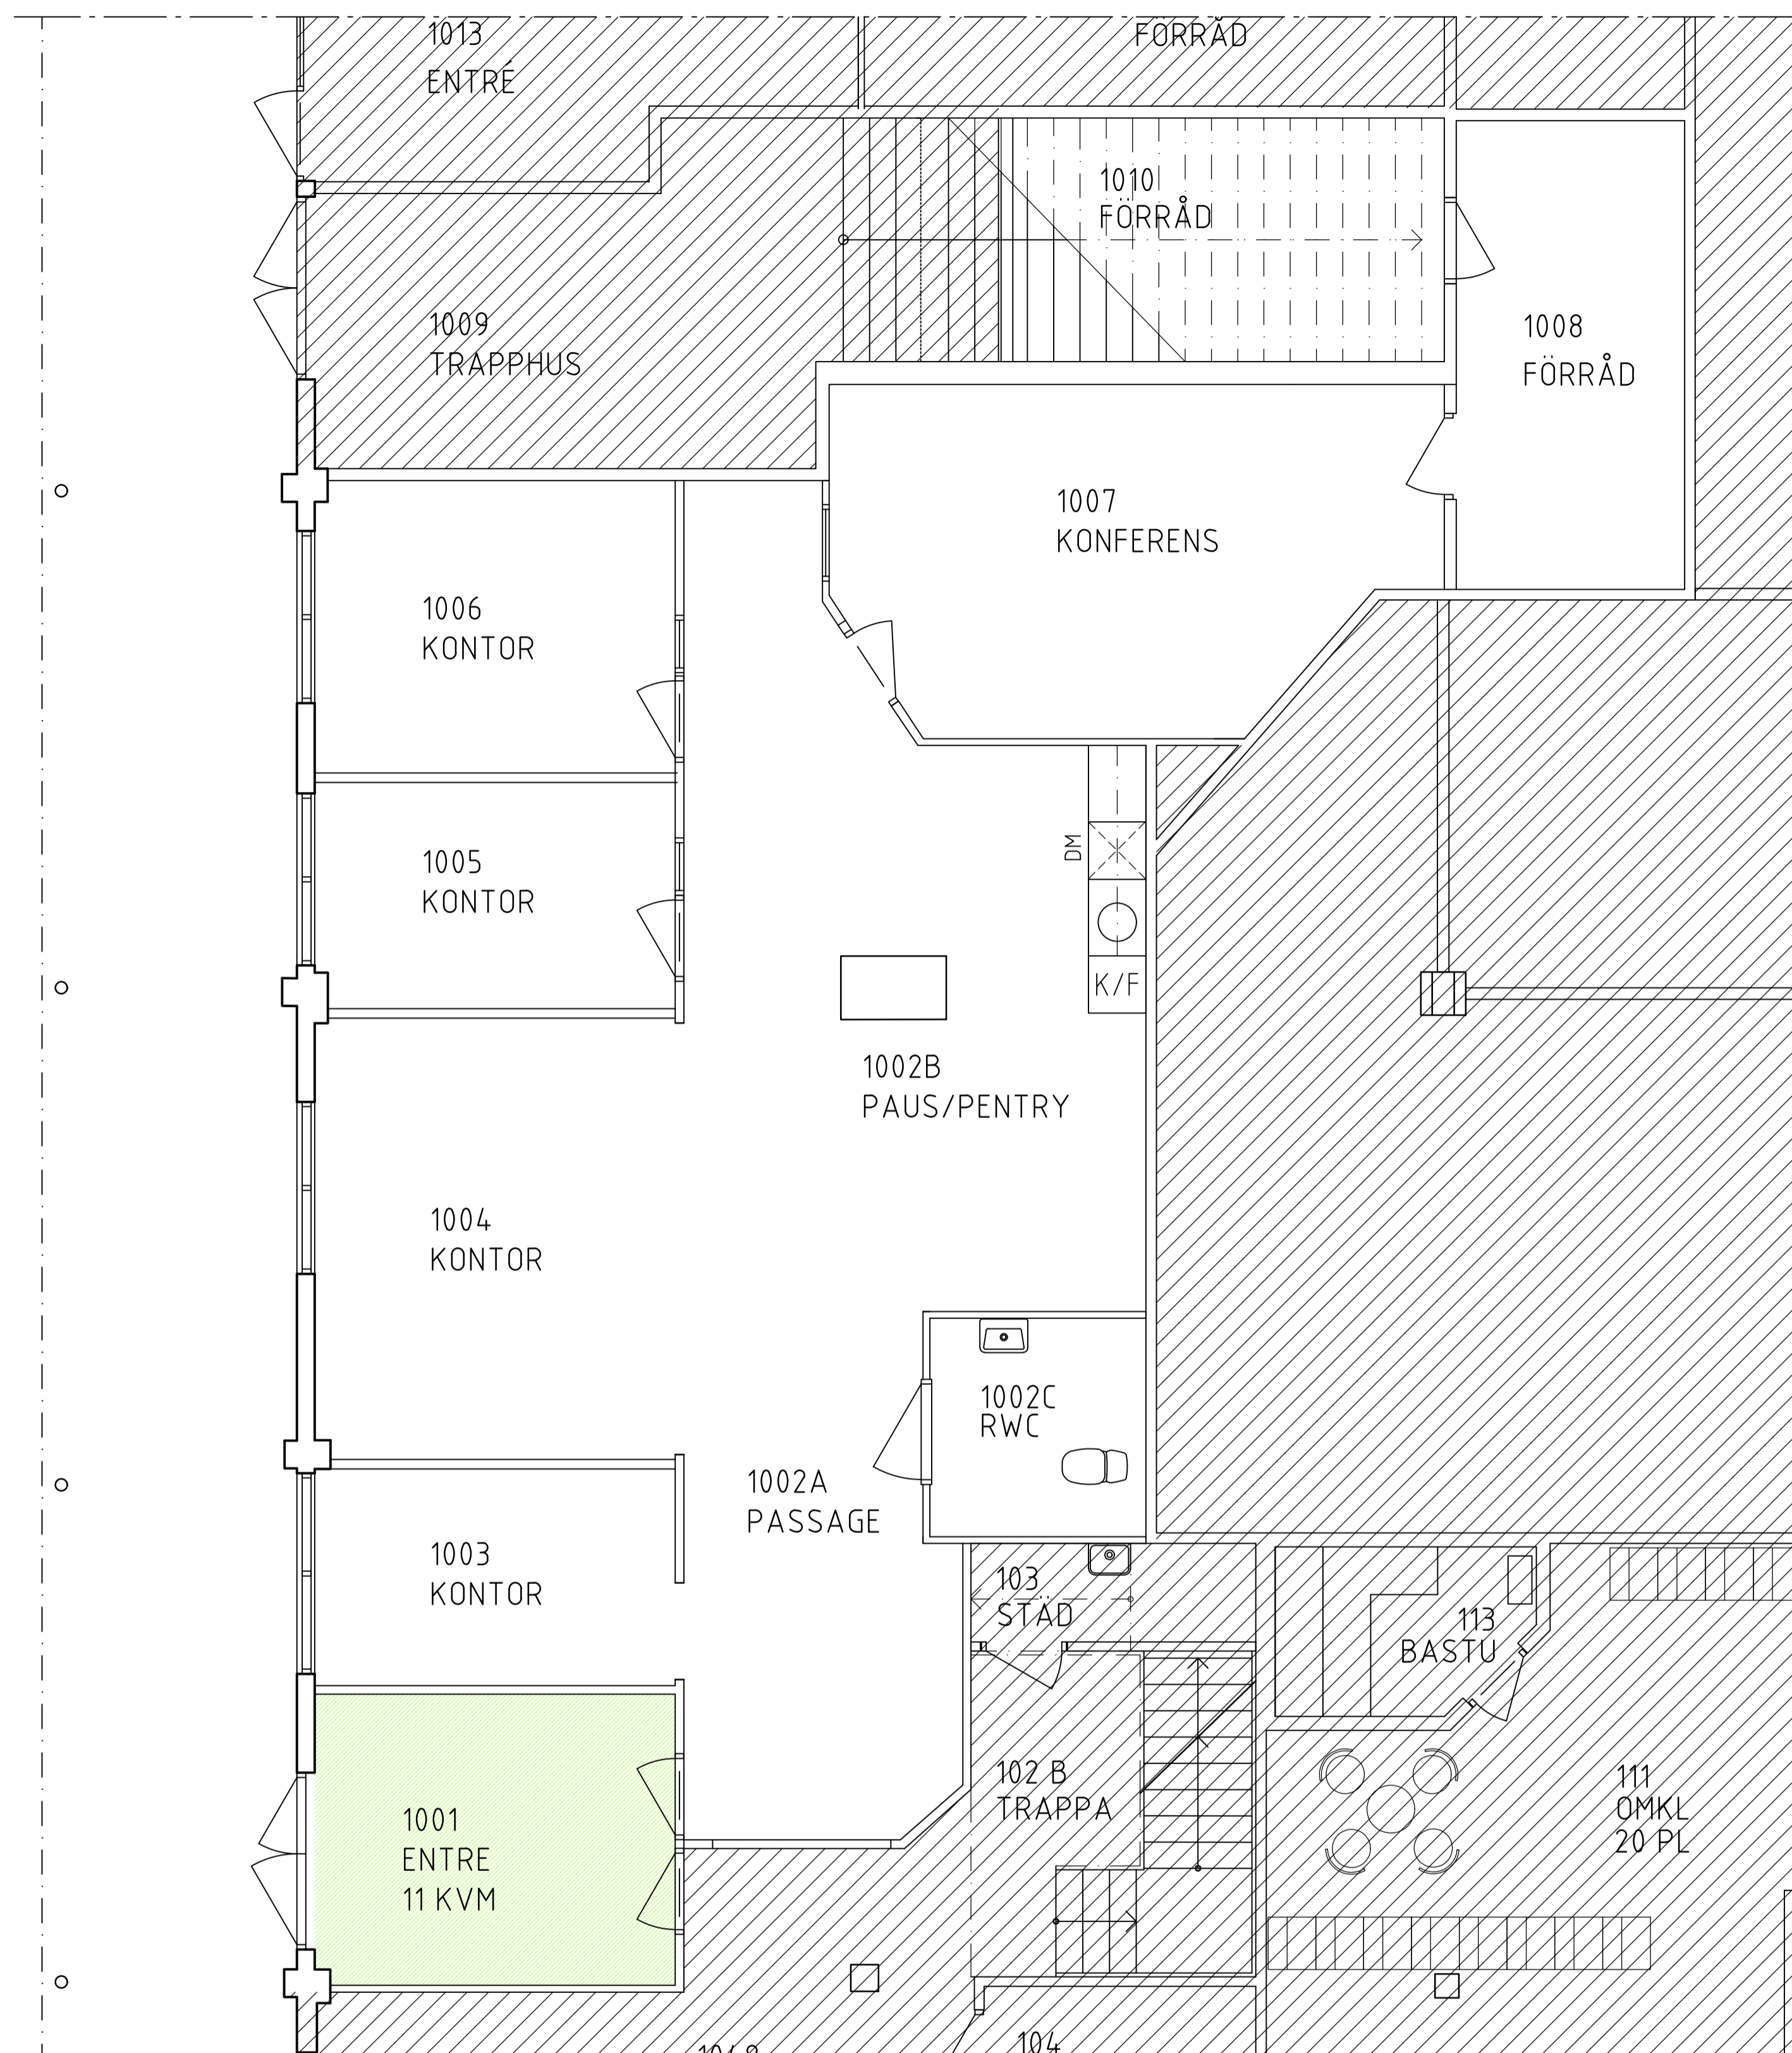 1013
ENTRÉ
FÖRRÅD
1010
FÖRRÅD
1009
TRAPPHUS
1008
FÖRRÅD
1007
KONFERENS
1006
KONTOR
1005
KONTOR
DM
K/F
1002B
PAUS/PENTRY
1004
KONTOR
1002C
RWC
1002A
PASSAGE
1003
KONTOR
103
STÄD
113
BASTU
102 B
TRAPPA
111
OMKL
20 PL
1001
ENTRE
11 KVM
104